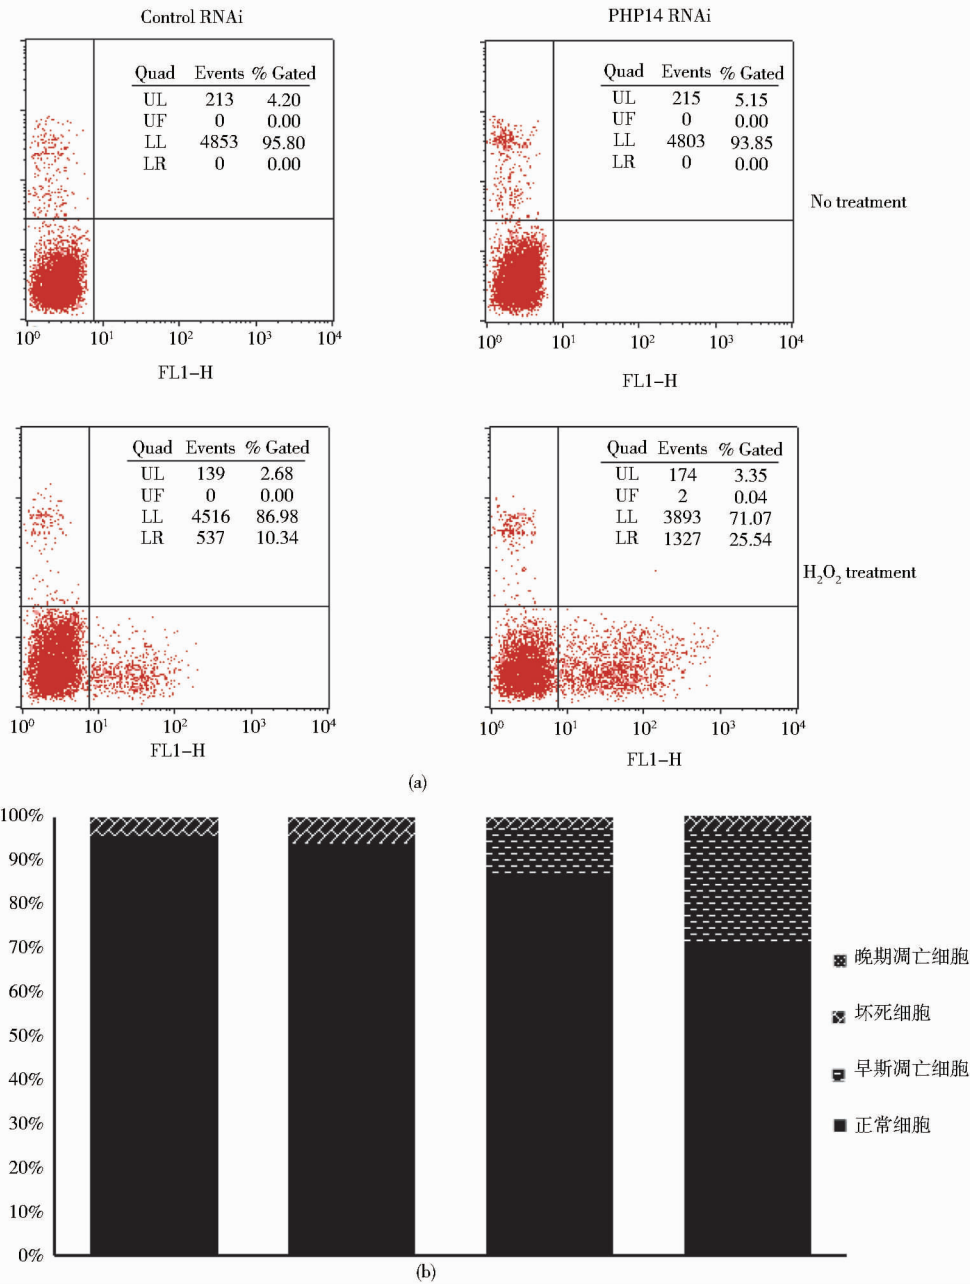 Control RNAi
PHP14 RNAi
Quad Events % Gated
UL 213 4.20
UF 0 0.00
LL 4853 95.80
LR 0 0.00
10⁰ 10¹ 10² 10³ 10⁴
FL1-H
Quad Events % Gated
UL 215 5.15
UF 0 0.00
LL 4803 93.85
LR 0 0.00
10⁰ 10¹ 10² 10³ 10⁴
FL1-H
No treatment
Quad Events % Gated
UL 139 2.68
UF 0 0.00
LL 4516 86.98
LR 537 10.34
10⁰ 10¹ 10² 10³ 10⁴
FL1-H
Quad Events % Gated
UL 174 3.35
UF 2 0.04
LL 3893 71.07
LR 1327 25.54
10⁰ 10¹ 10² 10³ 10⁴
FL1-H
H₂O₂ treatment
(a)
100%
90%
80%
70%
60%
50%
40%
30%
20%
10%
0%
晚期凋亡细胞
坏死细胞
早斯凋亡细胞
正常细胞
(b)